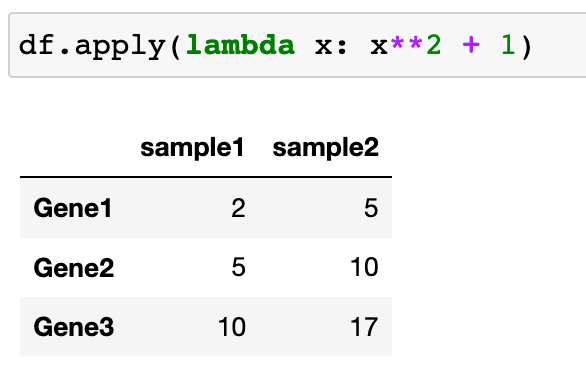 df.apply(lambda x: x**2 + 1)
sample1 sample2
Gene1 2 5
Gene2 5 10
Gene3 10 17